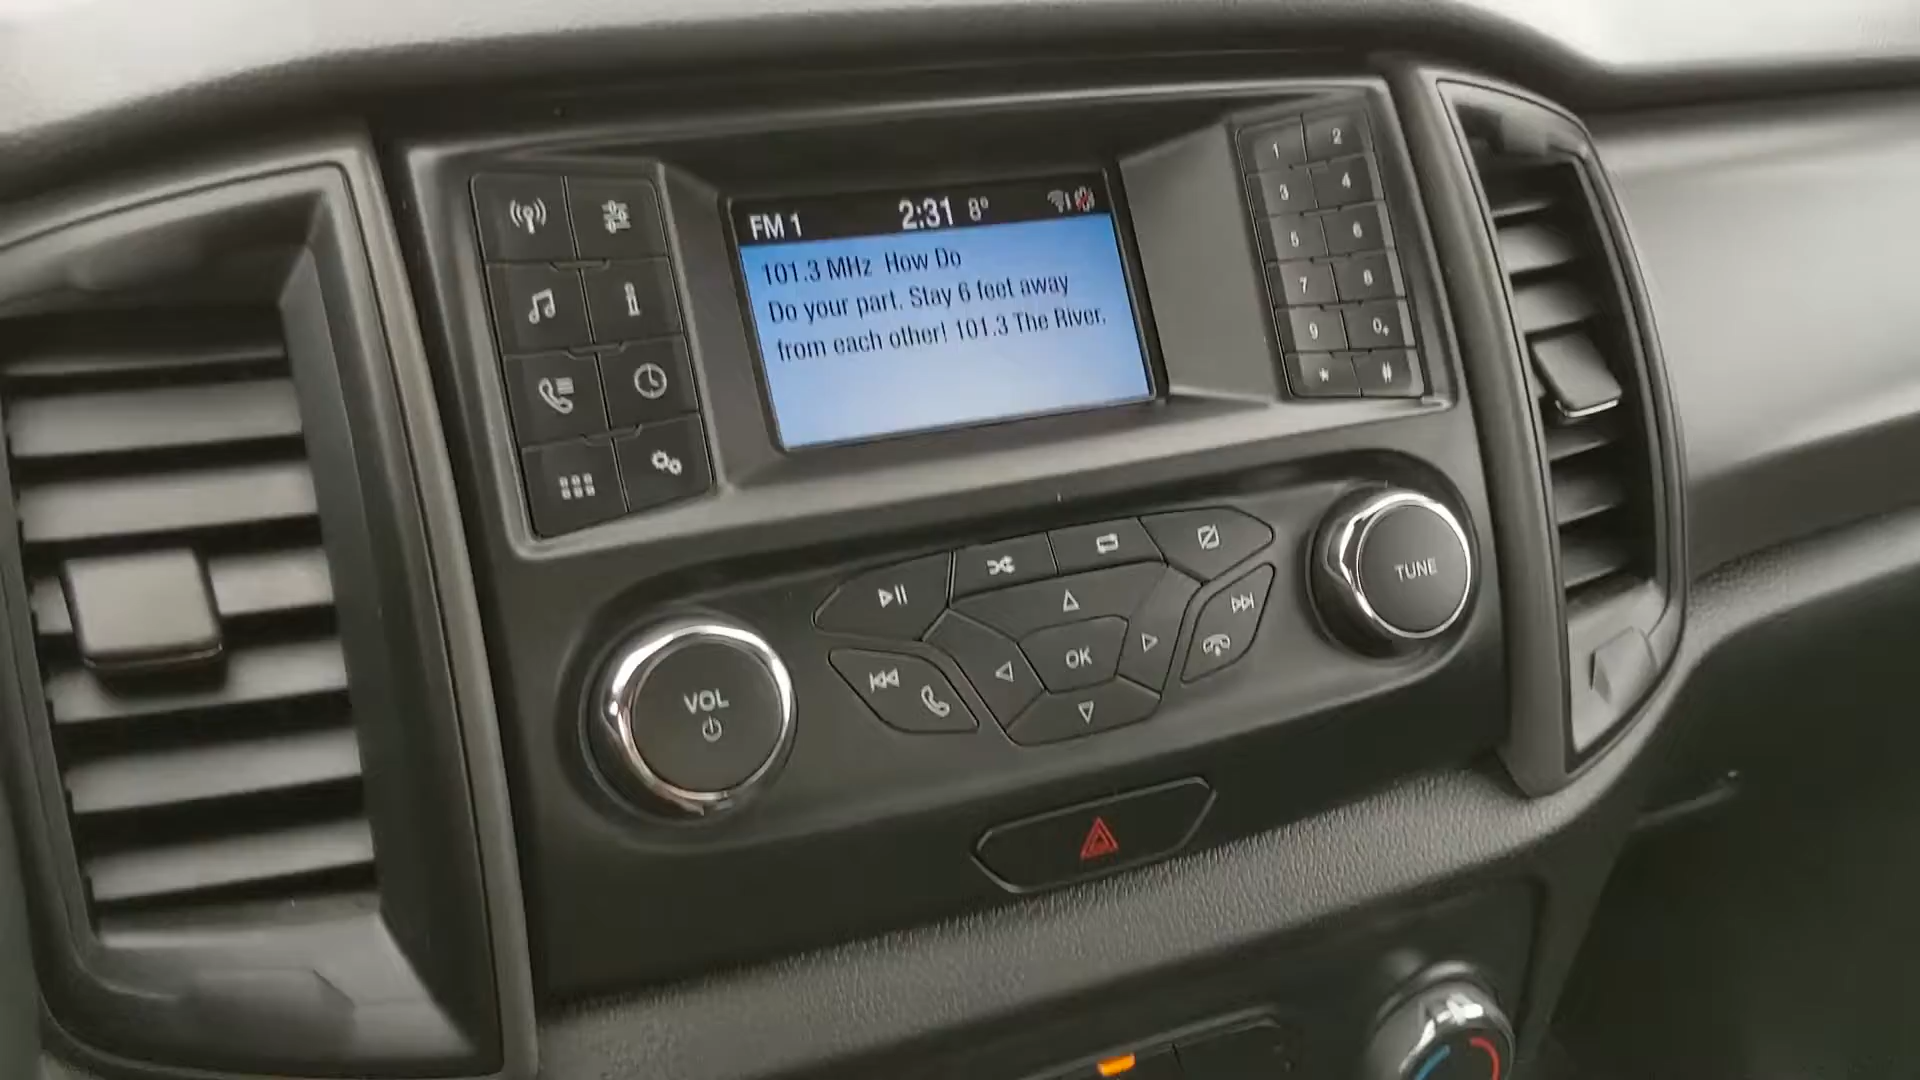 FM 1 2:31 8°
101.3 MHz How Do
Do your part. Stay 6 feet away
from each other! 101.3 The River.
1 2
3 4
5 6
7 8
9 0+
* #
TUNE
OK
VOL